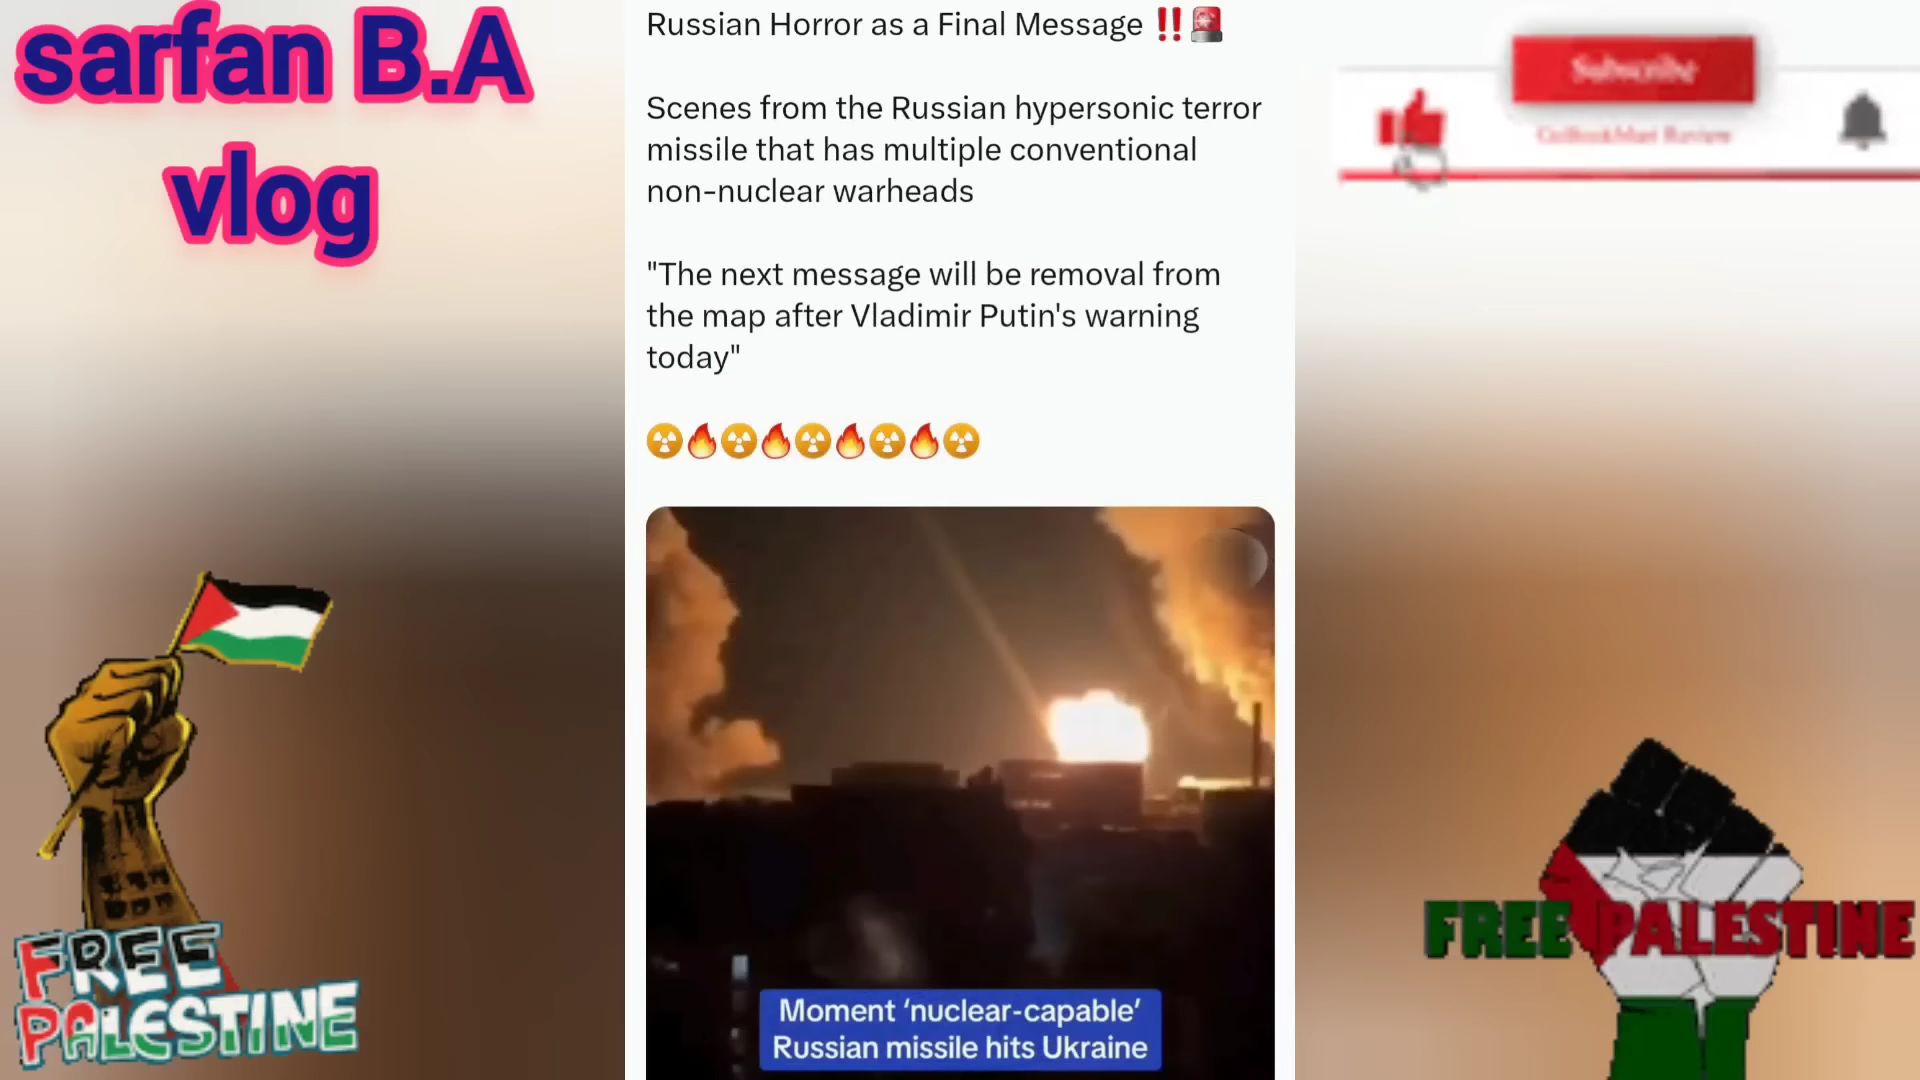 sarfan B.A
vlog
Russian Horror as a Final Message ‼️🚨
Scenes from the Russian hypersonic terror
missile that has multiple conventional
non-nuclear warheads
"The next message will be removal from
the map after Vladimir Putin's warning
today"
☢️🔥☢️🔥☢️🔥☢️🔥☢️
Moment ‘nuclear-capable’
Russian missile hits Ukraine
Subscribe
FREE
PALESTINE
FREE PALESTINE